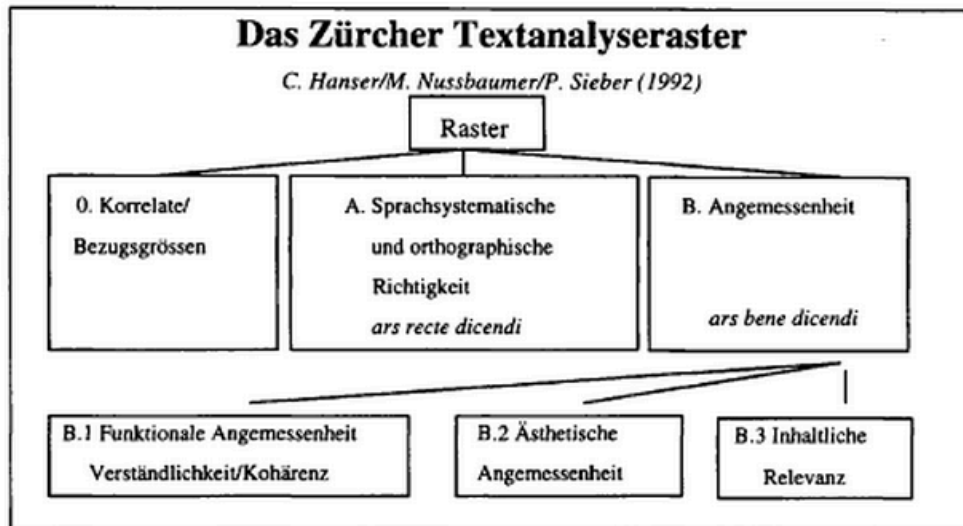 Das Zürcher Textanalyseraster
C. Hanser/M. Nussbaumer/P. Sieber (1992)
Raster
0. Korrelate/
Bezugsgrössen
A. Sprachsystematische
und orthographische
Richtigkeit
ars recte dicendi
B. Angemessenheit
ars bene dicendi
B.1 Funktionale Angemessenheit
Verständlichkeit/Kohärenz
B.2 Ästhetische
Angemessenheit
B.3 Inhaltliche
Relevanz